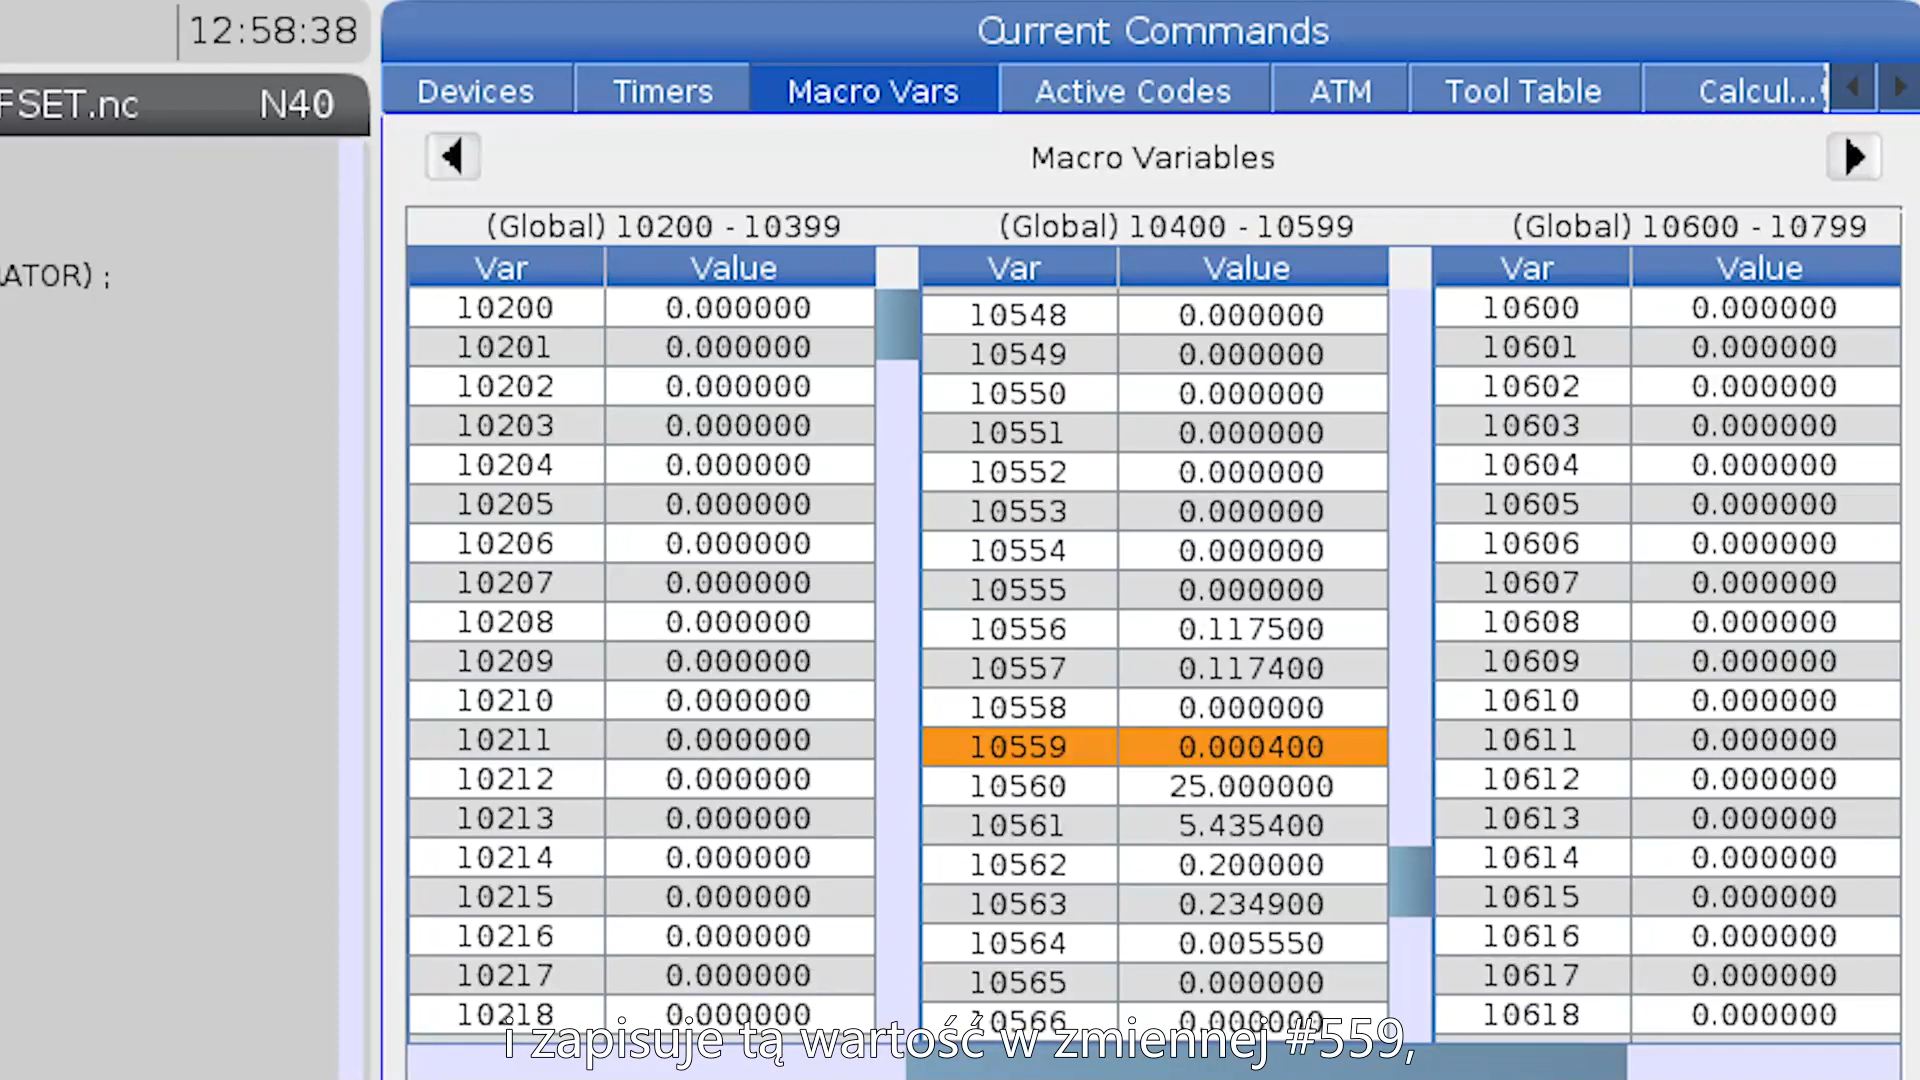 12:58:38
FSET.nc N40
ATOR) ;
Current Commands
Devices Timers Macro Vars Active Codes ATM Tool Table Calcul...
Macro Variables
(Global) 10200 - 10399 (Global) 10400 - 10599 (Global) 10600 - 10799
Var Value Var Value Var Value
10200 0.000000 10548 0.000000 10600 0.000000
10201 0.000000 10549 0.000000 10601 0.000000
10202 0.000000 10550 0.000000 10602 0.000000
10203 0.000000 10551 0.000000 10603 0.000000
10204 0.000000 10552 0.000000 10604 0.000000
10205 0.000000 10553 0.000000 10605 0.000000
10206 0.000000 10554 0.000000 10606 0.000000
10207 0.000000 10555 0.000000 10607 0.000000
10208 0.000000 10556 0.117500 10608 0.000000
10209 0.000000 10557 0.117400 10609 0.000000
10210 0.000000 10558 0.000000 10610 0.000000
10211 0.000000 10559 0.000400 10611 0.000000
10212 0.000000 10560 25.000000 10612 0.000000
10213 0.000000 10561 5.435400 10613 0.000000
10214 0.000000 10562 0.200000 10614 0.000000
10215 0.000000 10563 0.234900 10615 0.000000
10216 0.000000 10564 0.005550 10616 0.000000
10217 0.000000 10565 0.000000 10617 0.000000
10218 0.000000 10566 0.000000 10618 0.000000
i zapisuje tą wartość w zmiennej #559,